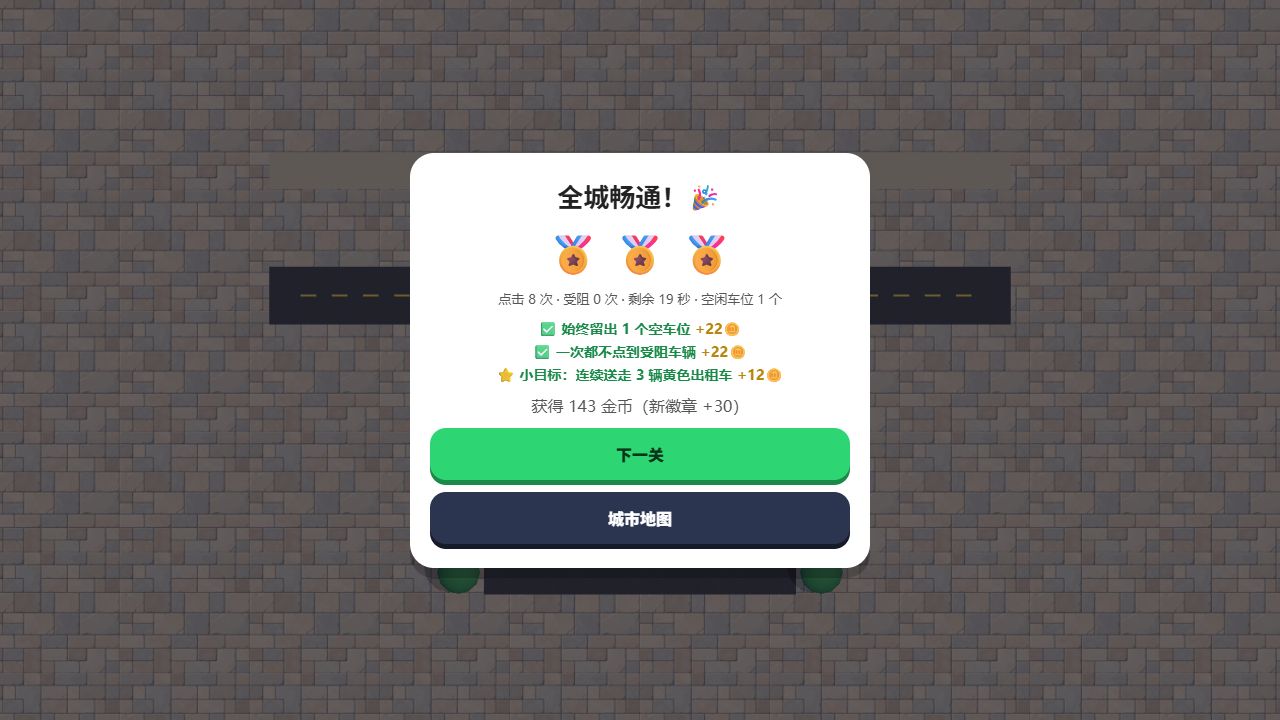 全城畅通！🎉
点击 8 次 · 受阻 0 次 · 剩余 19 秒 · 空闲车位 1 个
✅ 始终留出 1 个空车位 +22🪙
✅ 一次都不点到受阻车辆 +22🪙
⭐ 小目标：连续送走 3 辆黄色出租车 +12🪙
获得 143 金币（新徽章 +30）
下一关
城市地图